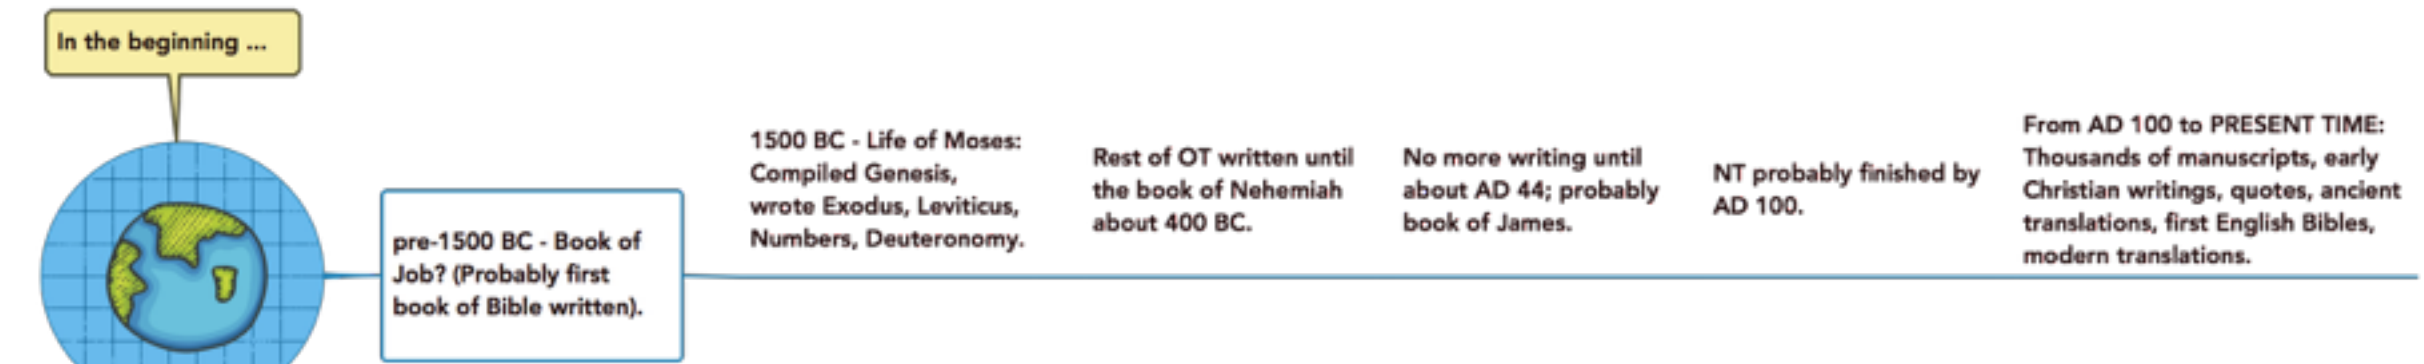 In the beginning ...
pre-1500 BC - Book of
Job? (Probably first
book of Bible written).
1500 BC - Life of Moses:
Compiled Genesis,
wrote Exodus, Leviticus,
Numbers, Deuteronomy.
Rest of OT written until
the book of Nehemiah
about 400 BC.
No more writing until
about AD 44; probably
book of James.
NT probably finished by
AD 100.
From AD 100 to PRESENT TIME:
Thousands of manuscripts, early
Christian writings, quotes, ancient
translations, first English Bibles,
modern translations.